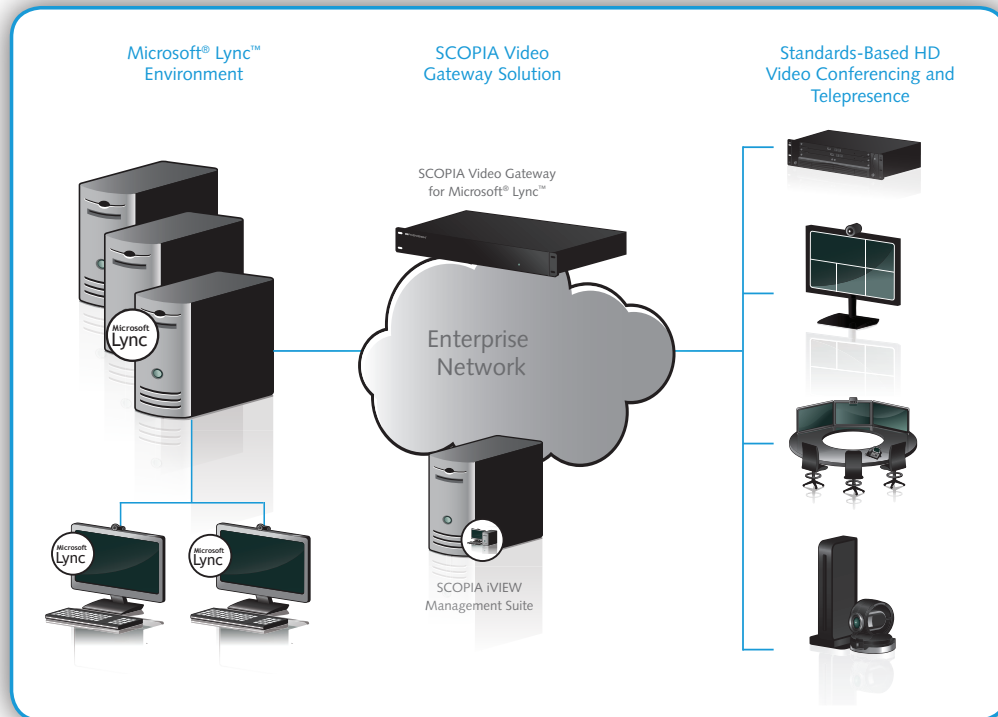 Microsoft® Lync™
Environment
SCOPIA Video
Gateway Solution
Standards-Based HD
Video Conferencing and
Telepresence
SCOPIA Video Gateway
for Microsoft® Lync™
Microsoft
Lync
Enterprise
Network
Microsoft
Lync
Microsoft
Lync
SCOPIA iVIEW
Management Suite